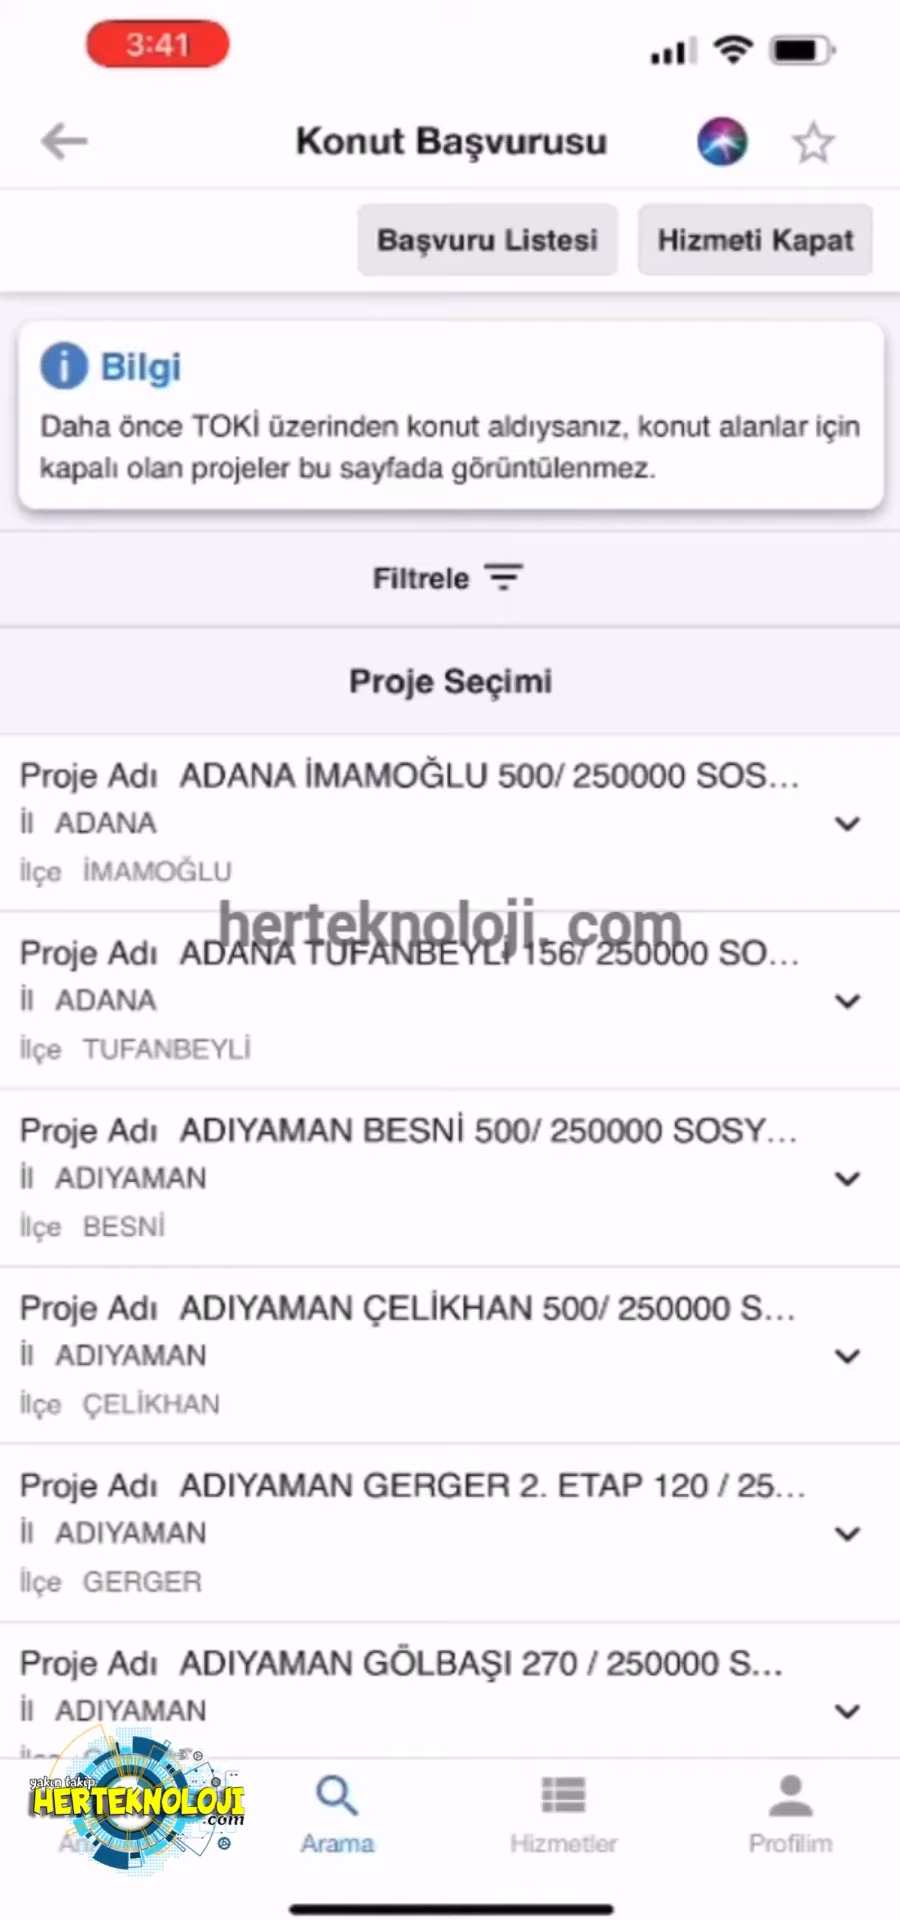 3:41
Konut Başvurusu
Başvuru Listesi
Hizmeti Kapat
Bilgi
Daha önce TOKİ üzerinden konut aldıysanız, konut alanlar için
kapalı olan projeler bu sayfada görüntülenmez.
Filtrele
Proje Seçimi
Proje Adı ADANA İMAMOĞLU 500/ 250000 SOS...
İl ADANA
İlçe İMAMOĞLU
herteknoloji. com
Proje Adı ADANA TUFANBEYLİ 156/ 250000 SO...
İl ADANA
İlçe TUFANBEYLİ
Proje Adı ADIYAMAN BESNİ 500/ 250000 SOSY...
İl ADIYAMAN
İlçe BESNİ
Proje Adı ADIYAMAN ÇELİKHAN 500/ 250000 S...
İl ADIYAMAN
İlçe ÇELİKHAN
Proje Adı ADIYAMAN GERGER 2. ETAP 120 / 25...
İl ADIYAMAN
İlçe GERGER
Proje Adı ADIYAMAN GÖLBAŞI 270 / 250000 S...
İl ADIYAMAN
yakın takip
HERTEKNOLOJI
.com
Arama
Hizmetler
Profilim